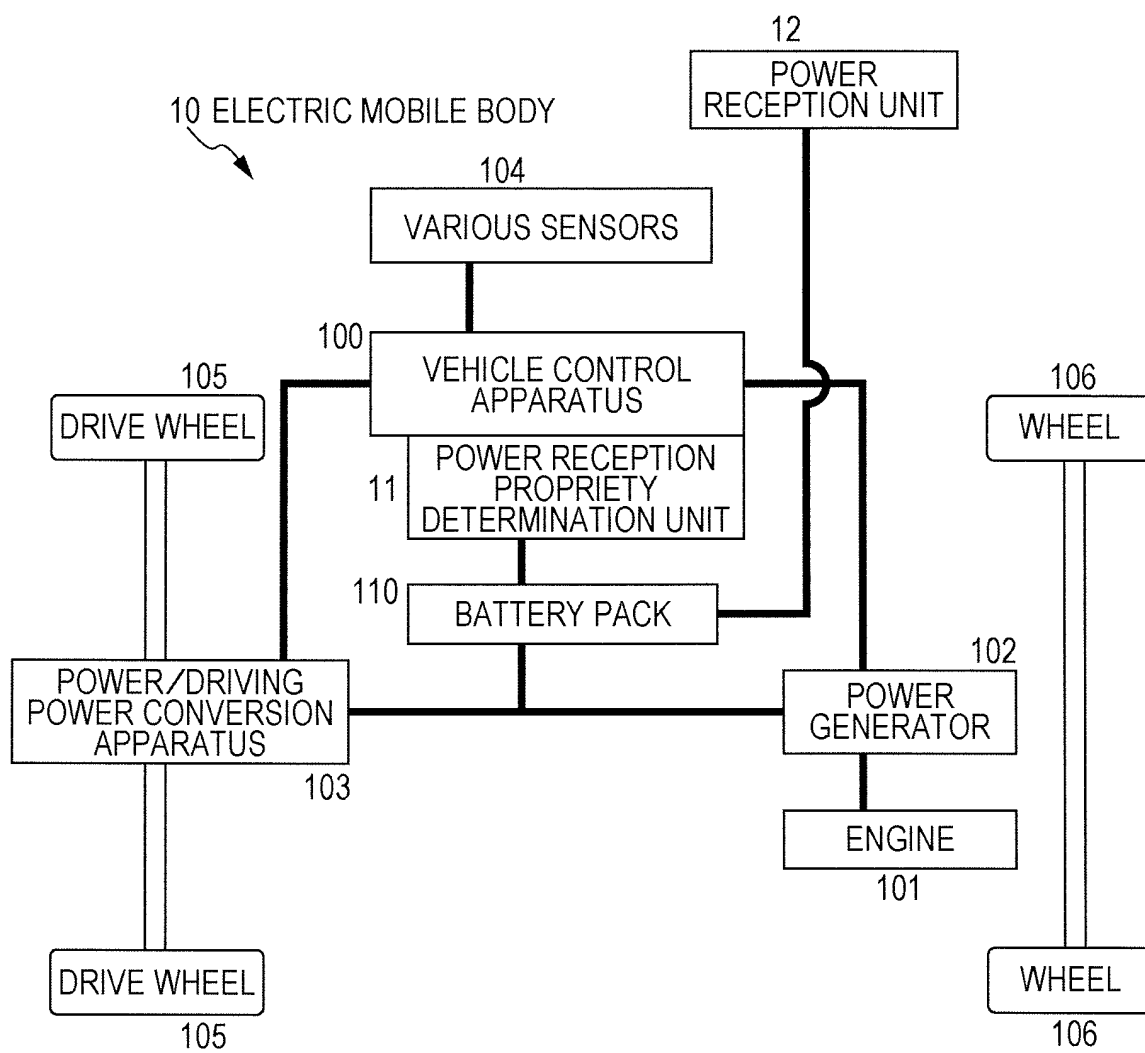 12
POWER
RECEPTION UNIT
10 ELECTRIC MOBILE BODY
104
VARIOUS SENSORS
100
VEHICLE CONTROL
APPARATUS
105
DRIVE WHEEL
106
WHEEL
11
POWER RECEPTION
PROPRIETY
DETERMINATION UNIT
110
BATTERY PACK
102
POWER
GENERATOR
POWER/DRIVING
POWER CONVERSION
APPARATUS
103
ENGINE
101
DRIVE WHEEL
105
WHEEL
106